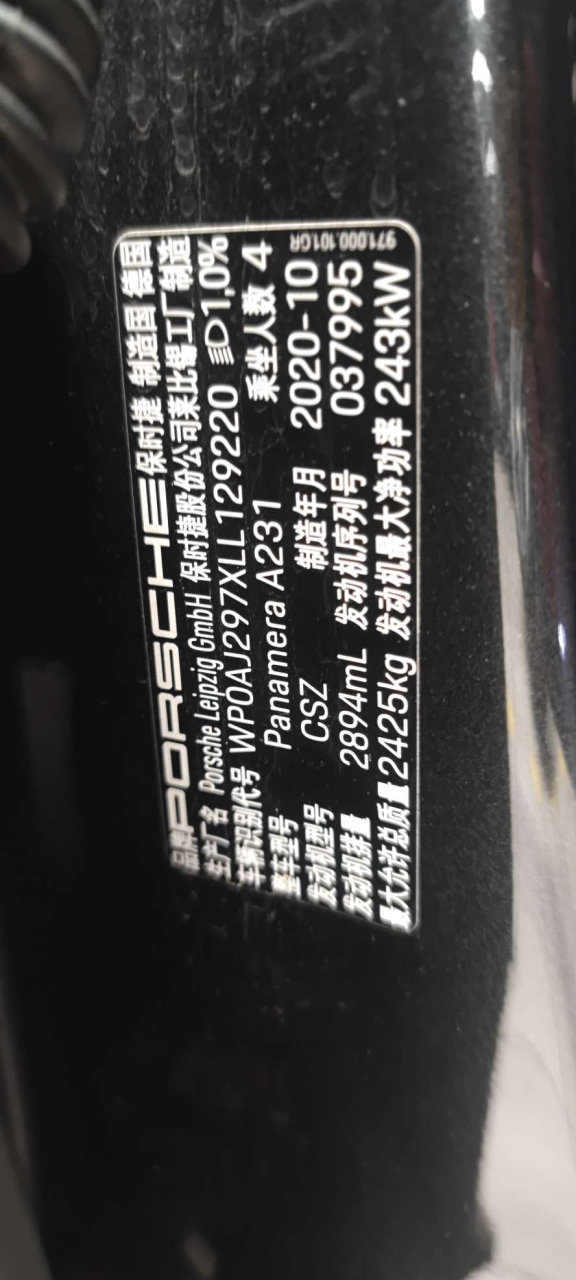 品牌 PORSCHE 保时捷 制造国 德国
生产厂名 Porsche Leipzig GmbH 保时捷股份公司莱比锡工厂 制造
车辆识别代号 WP0AJ297XLL129220 1,0%
整车型号 Panamera A231 乘坐人数 4
发动机型号 CSZ 制造年月 2020-10
发动机排量 2894mL 发动机序列号 037995
最大允许总质量 2425kg 发动机最大净功率 243kW
971.000.101.GR